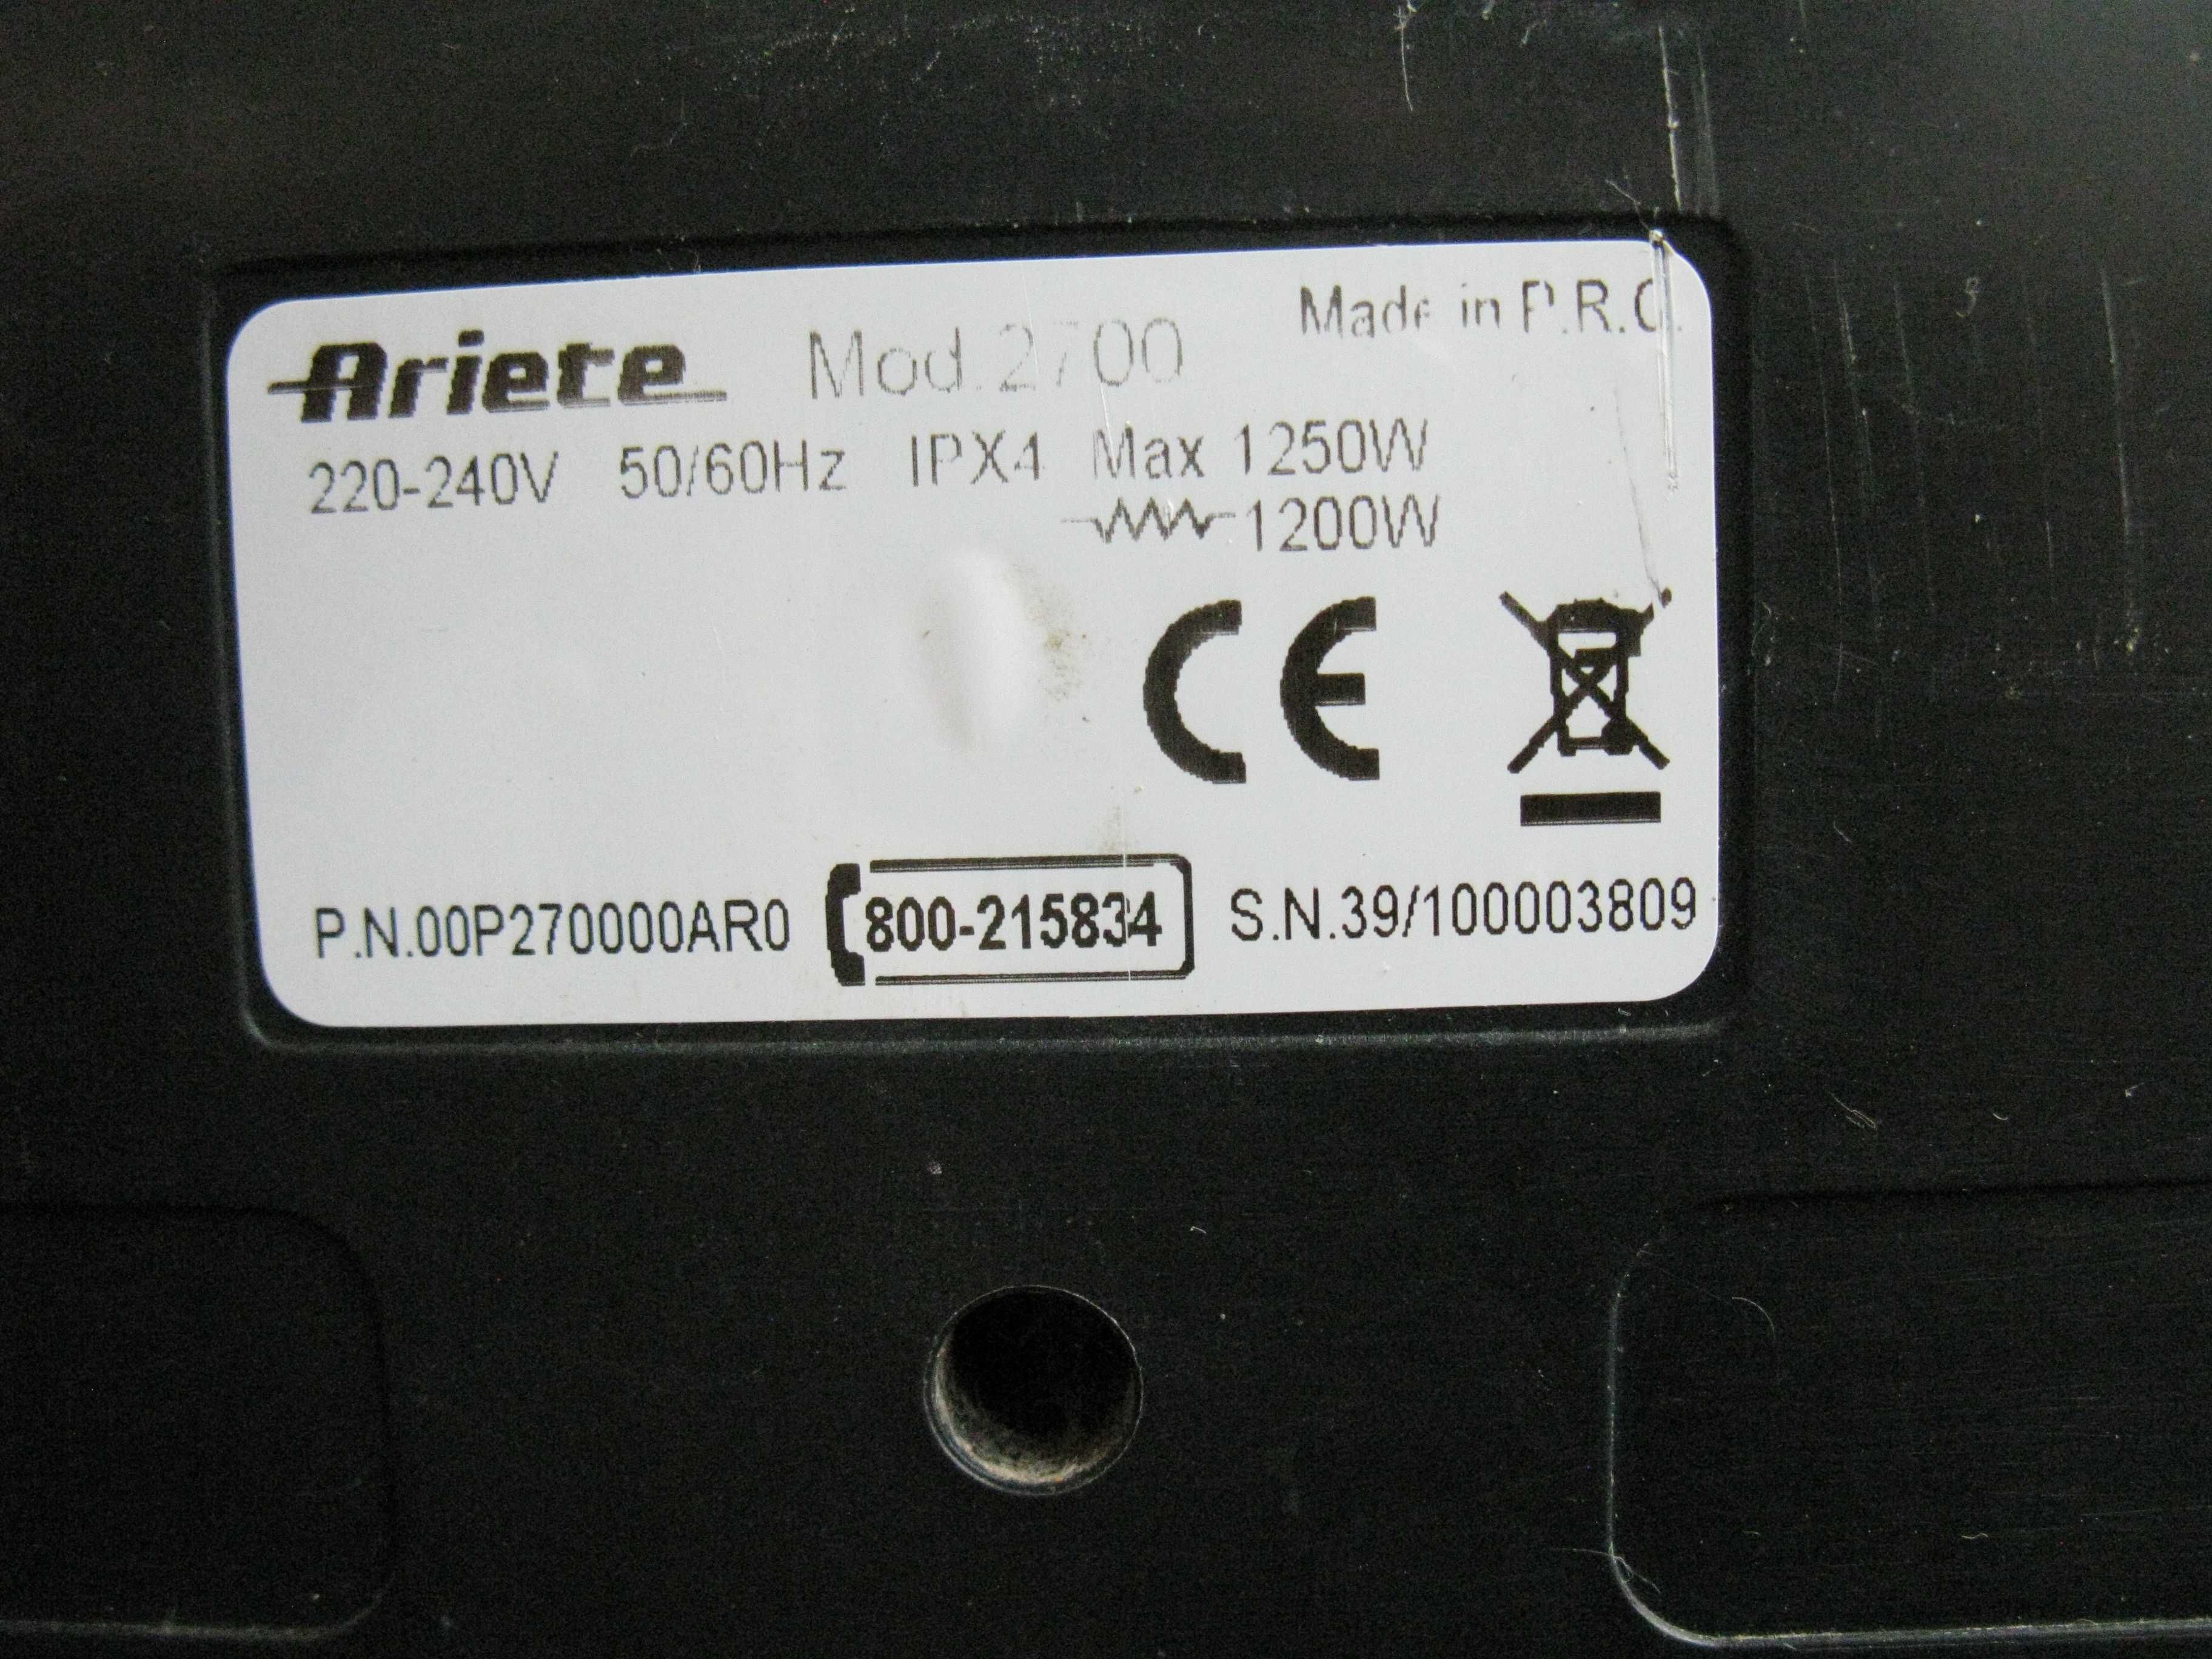 Ariete Mod.2700 Made in P.R.C.
220-240V 50/60Hz IPX4 Max 1250W
1200W
CE
P.N.00P270000AR0 800-215834 S.N.39/100003809